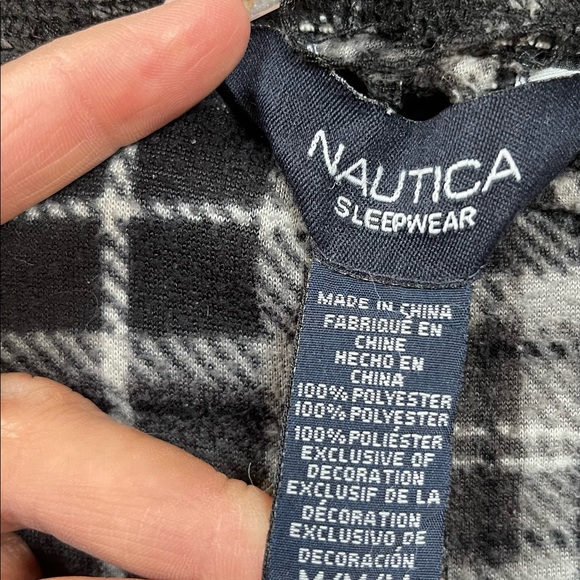 NAUTICA
SLEEPWEAR
MADE IN CHINA
FABRIQUÉ EN
CHINE
HECHO EN
CHINA
100% POLYESTER
100% POLYESTER
100% POLIÉSTER
EXCLUSIVE OF
DECORATION
EXCLUSIF DE LA
DÉCORATION
EXCLUSIVO DE
DECORACIÓN
M/M/M